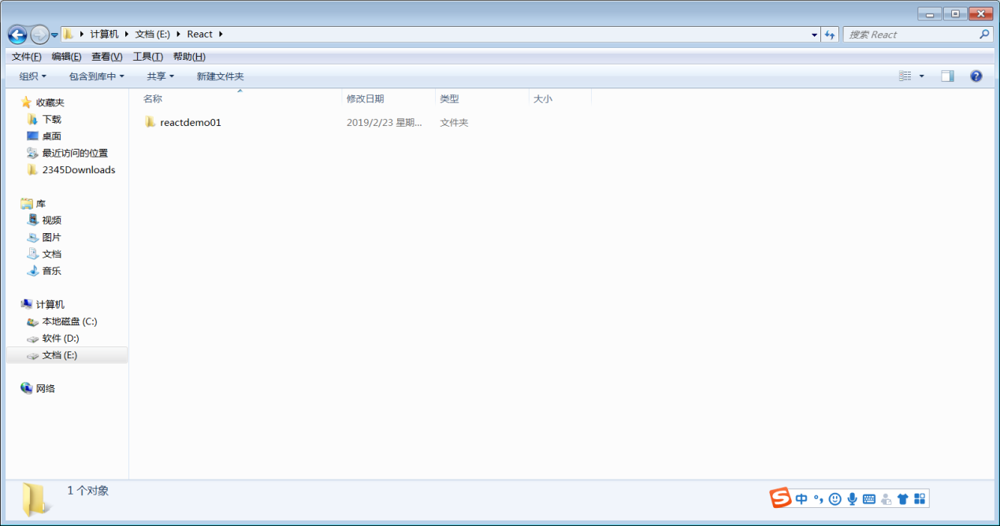 计算机 文档 (E:) React
搜索 React
文件(F) 编辑(E) 查看(V) 工具(T) 帮助(H)
组织 包含到库中 共享 新建文件夹
名称 修改日期 类型 大小
reactdemo01 2019/2/23 星期... 文件夹
收藏夹
下载
桌面
最近访问的位置
2345Downloads
库
视频
图片
文档
音乐
计算机
本地磁盘 (C:)
软件 (D:)
文档 (E:)
网络
1 个对象
S 中 °,